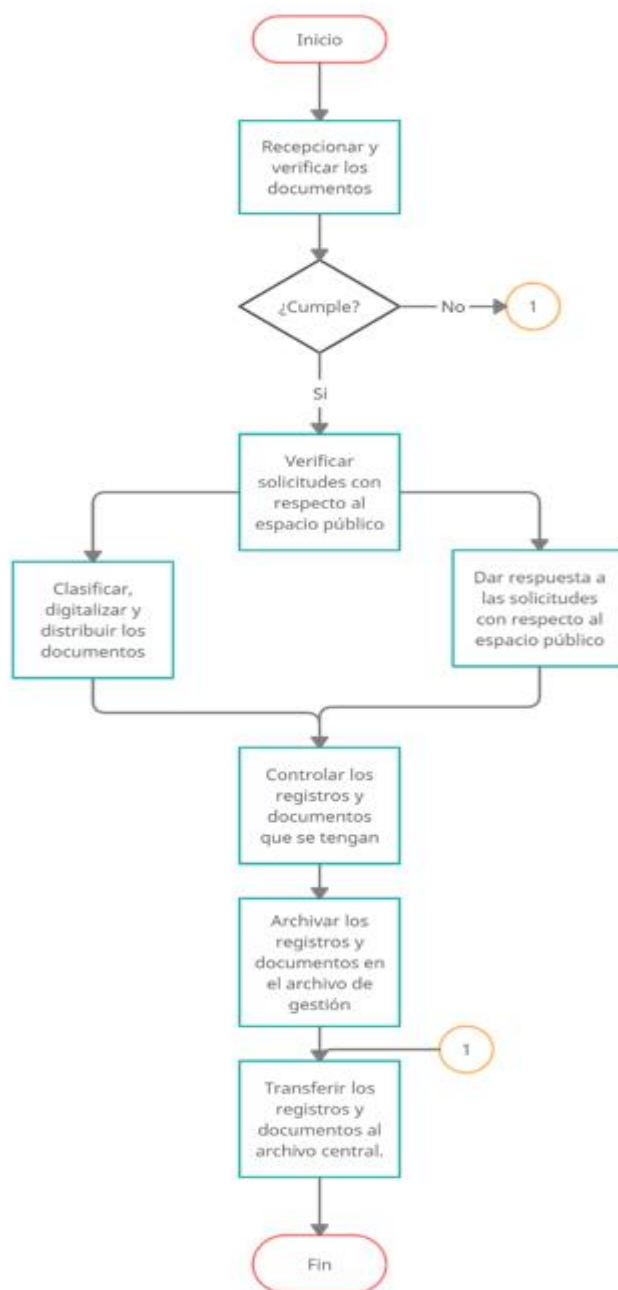 Inicio
Recepcionar y
verificar los
documentos
¿Cumple?
No
1
Si
Verificar
solicitudes con
respecto al
espacio público
Clasificar,
digitalizar y
distribuir los
documentos
Dar respuesta a
las solicitudes
con respecto al
espacio público
Controlar los
registros y
documentos
que se tengan
Archivar los
registros y
documentos en
el archivo de
gestión
1
Transferir los
registros y
documentos al
archivo central.
Fin